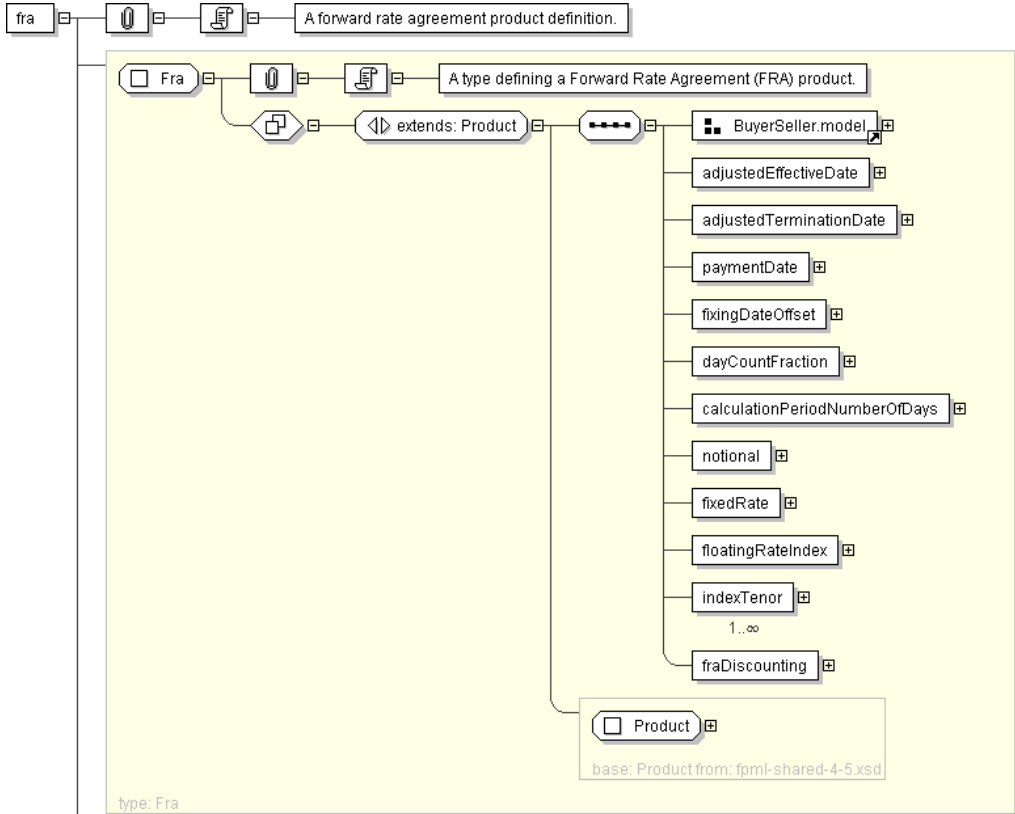 fra
A forward rate agreement product definition.
Fra
A type defining a Forward Rate Agreement (FRA) product.
extends: Product
BuyerSeller.model
adjustedEffectiveDate
adjustedTerminationDate
paymentDate
fixingDateOffset
dayCountFraction
calculationPeriodNumberOfDays
notional
fixedRate
floatingRateIndex
indexTenor
1..∞
fraDiscounting
Product
base: Product from: fpml-shared-4-5.xsd
type: Fra